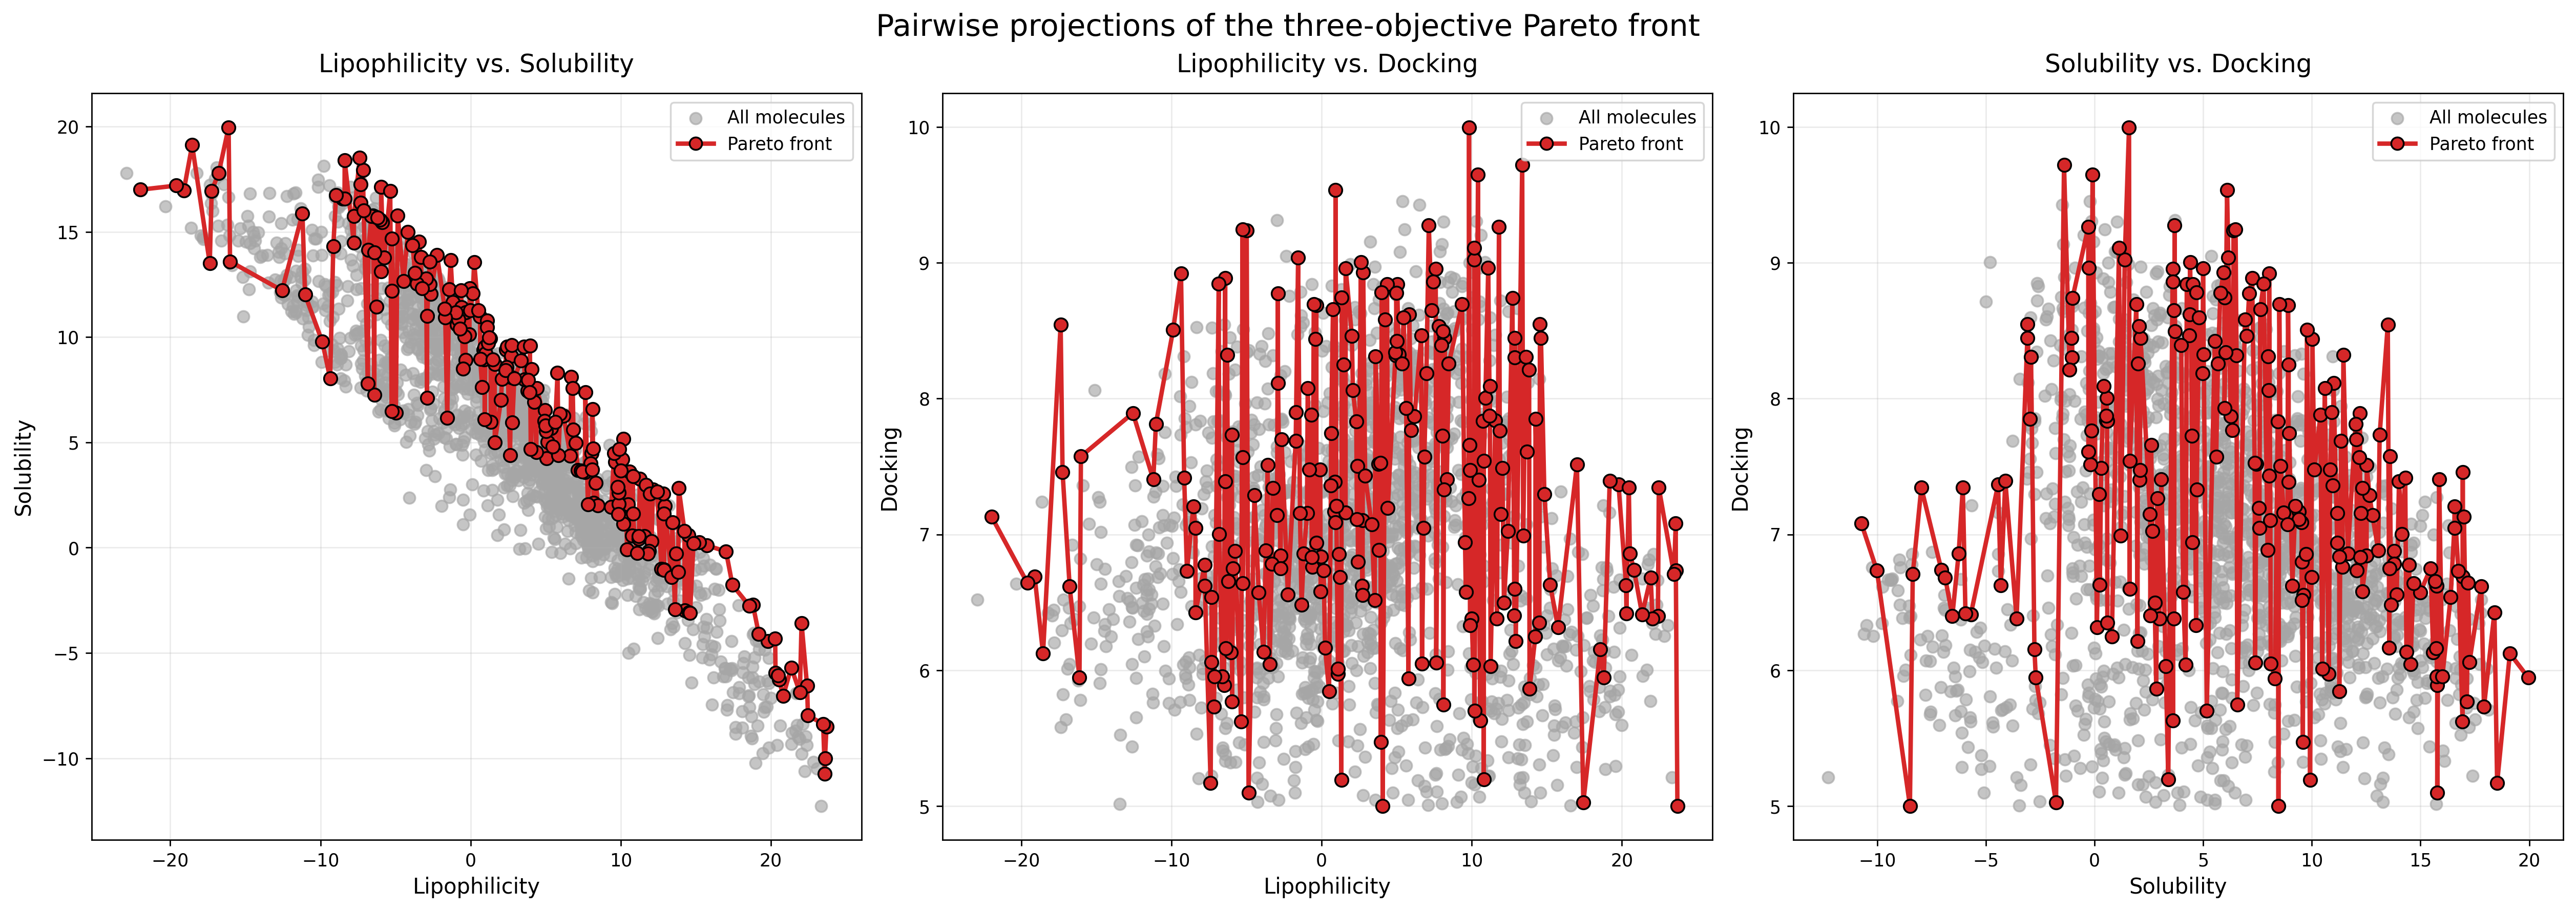 Pairwise projections of the three-objective Pareto front
Lipophilicity vs. Solubility
All molecules
Pareto front
20
15
10
5
0
−5
−10
Solubility
−20
−10
0
10
20
Lipophilicity
Lipophilicity vs. Docking
All molecules
Pareto front
10
9
8
7
6
5
Docking
−20
−10
0
10
20
Lipophilicity
Solubility vs. Docking
All molecules
Pareto front
10
9
8
7
6
5
Docking
−10
−5
0
5
10
15
20
Solubility